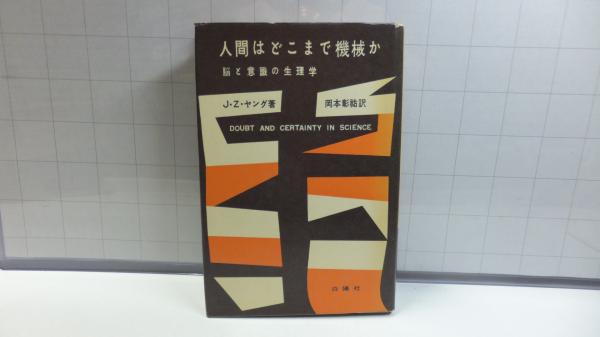 人間はどこまで機械か
脳と意識の生理学
J・Z・ヤング著
岡本彰祐訳
DOUBT AND CERTAINTY IN SCIENCE
白揚社